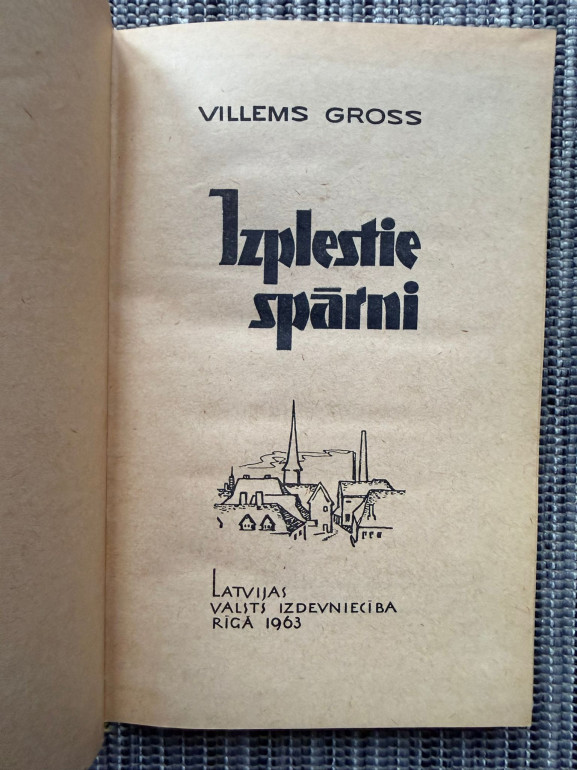 VILLEMS GROSS
Izplestie
spārni
LATVIJAS
VALSTS IZDEVNIECĪBA
RĪGĀ 1963